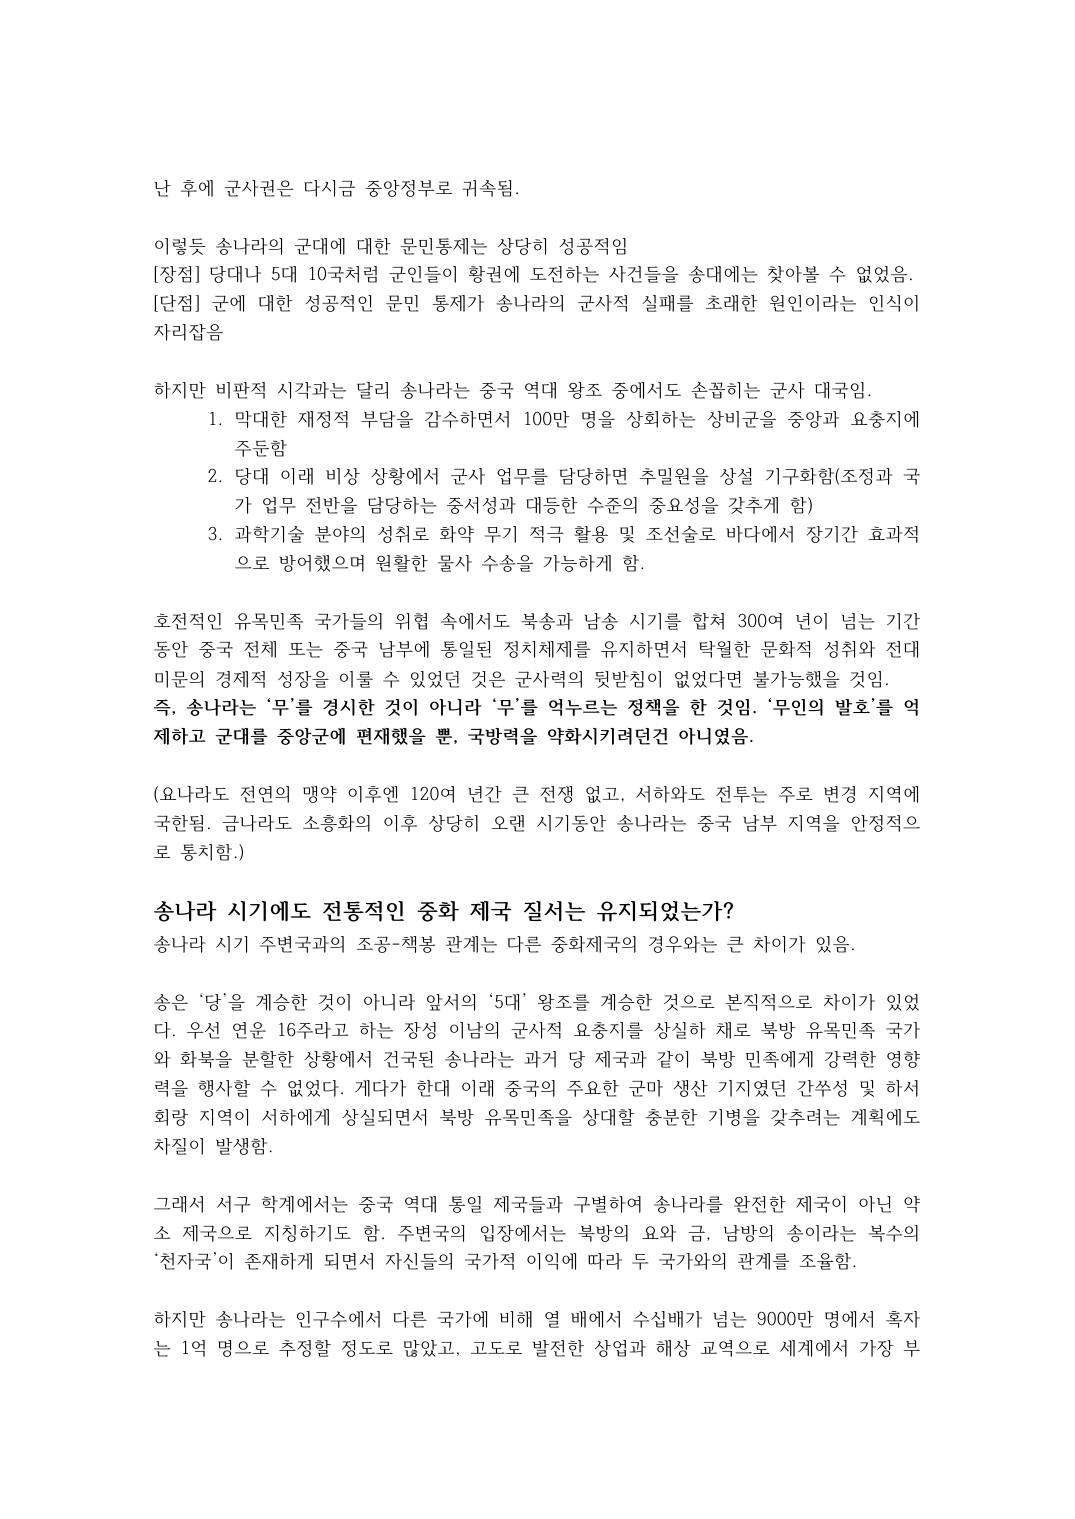 난 후에 군사권은 다시금 중앙정부로 귀속됨.
이렇듯 송나라의 군대에 대한 문민통제는 상당히 성공적임
[장점] 당대나 5대 10국처럼 군인들이 황권에 도전하는 사건들을 송대에는 찾아볼 수 없었음.
[단점] 군에 대한 성공적인 문민 통제가 송나라의 군사적 실패를 초래한 원인이라는 인식이
자리잡음
하지만 비판적 시각과는 달리 송나라는 중국 역대 왕조 중에서도 손꼽히는 군사 대국임.
1. 막대한 재정적 부담을 감수하면서 100만 명을 상회하는 상비군을 중앙과 요충지에
주둔함
2. 당대 이래 비상 상황에서 군사 업무를 담당하면 추밀원을 상설 기구화함(조정과 국
가 업무 전반을 담당하는 중서성과 대등한 수준의 중요성을 갖추게 함)
3. 과학기술 분야의 성취로 화약 무기 적극 활용 및 조선술로 바다에서 장기간 효과적
으로 방어했으며 원활한 물사 수송을 가능하게 함.
호전적인 유목민족 국가들의 위협 속에서도 북송과 남송 시기를 합쳐 300여 년이 넘는 기간
동안 중국 전체 또는 중국 남부에 통일된 정치체제를 유지하면서 탁월한 문화적 성취와 전대
미문의 경제적 성장을 이룰 수 있었던 것은 군사력의 뒷받침이 없었다면 불가능했을 것임.
즉, 송나라는 ‘무’를 경시한 것이 아니라 ‘무’를 억누르는 정책을 한 것임. ‘무인의 발호’를 억
제하고 군대를 중앙군에 편재했을 뿐, 국방력을 약화시키려던건 아니였음.
(요나라도 전연의 맹약 이후엔 120여 년간 큰 전쟁 없고, 서하와도 전투는 주로 변경 지역에
국한됨. 금나라도 소흥화의 이후 상당히 오랜 시기동안 송나라는 중국 남부 지역을 안정적으
로 통치함.)
송나라 시기에도 전통적인 중화 제국 질서는 유지되었는가?
송나라 시기 주변국과의 조공-책봉 관계는 다른 중화제국의 경우와는 큰 차이가 있음.
송은 ‘당’을 계승한 것이 아니라 앞서의 ‘5대’ 왕조를 계승한 것으로 본직적으로 차이가 있었
다. 우선 연운 16주라고 하는 장성 이남의 군사적 요충지를 상실하 채로 북방 유목민족 국가
와 화북을 분할한 상황에서 건국된 송나라는 과거 당 제국과 같이 북방 민족에게 강력한 영향
력을 행사할 수 없었다. 게다가 한대 이래 중국의 주요한 군마 생산 기지였던 간쑤성 및 하서
회랑 지역이 서하에게 상실되면서 북방 유목민족을 상대할 충분한 기병을 갖추려는 계획에도
차질이 발생함.
그래서 서구 학계에서는 중국 역대 통일 제국들과 구별하여 송나라를 완전한 제국이 아닌 약
소 제국으로 지칭하기도 함. 주변국의 입장에서는 북방의 요와 금, 남방의 송이라는 복수의
‘천자국’이 존재하게 되면서 자신들의 국가적 이익에 따라 두 국가와의 관계를 조율함.
하지만 송나라는 인구수에서 다른 국가에 비해 열 배에서 수십배가 넘는 9000만 명에서 혹자
는 1억 명으로 추정할 정도로 많았고, 고도로 발전한 상업과 해상 교역으로 세계에서 가장 부